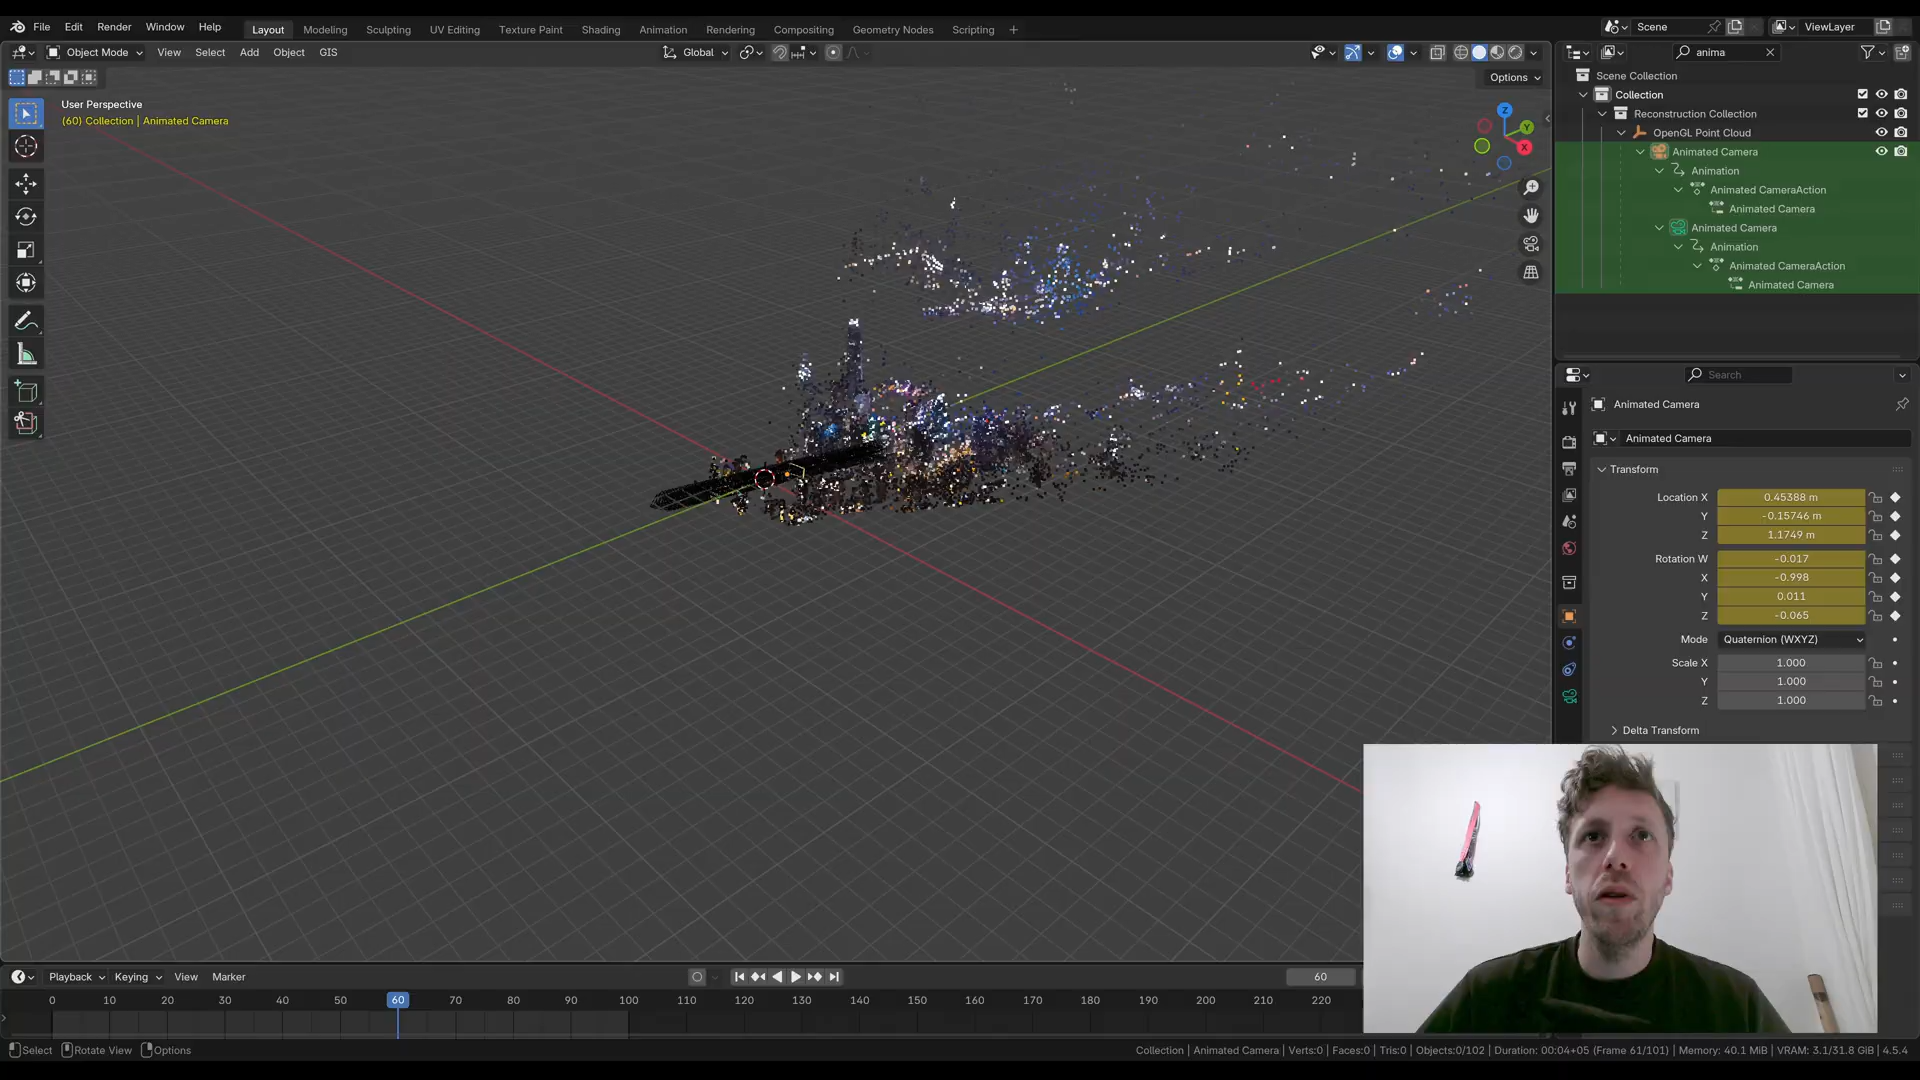 File Edit Render Window Help Layout Modeling Sculpting UV Editing Texture Paint Shading Animation Rendering Compositing Geometry Nodes Scripting Scene ViewLayer
Object Mode View Select Add Object GIS Global anima
Options
User Perspective
(60) Collection | Animated Camera
Z
Y
X
Scene Collection
Collection
Reconstruction Collection
OpenGL Point Cloud
Animated Camera
Animation
Animated CameraAction
Animated Camera
Animated Camera
Animation
Animated CameraAction
Animated Camera
Search
Animated Camera
Animated Camera
Transform
Location X 0.45388 m
Y -0.15746 m
Z 1.1749 m
Rotation W -0.017
X -0.998
Y 0.011
Z -0.065
Mode Quaternion (WXYZ)
Scale X 1.000
Y 1.000
Z 1.000
Delta Transform
Playback Keying View Marker 60
0 10 20 30 40 50 60 70 80 90 100 110 120 130 140 150 160 170 180 190 200 210 220
Select Rotate View Options Collection | Animated Camera | Verts:0 | Faces:0 | Tris:0 | Objects:0/102 | Duration: 00:04+05 (Frame 61/101) | Memory: 40.1 MiB | VRAM: 3.1/31.8 GiB | 4.5.4